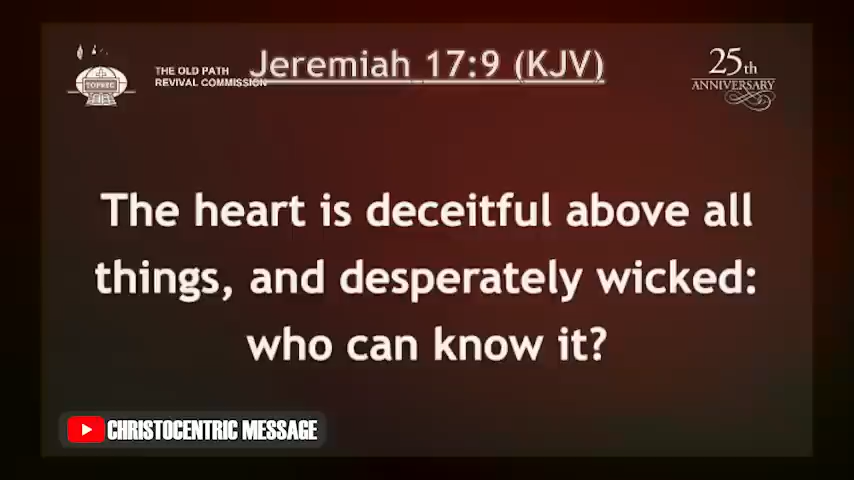 THE OLD PATH
REVIVAL COMMISSION
TOPREC
Jeremiah 17:9 (KJV)
25th
ANNIVERSARY
The heart is deceitful above all
things, and desperately wicked:
who can know it?
CHRISTOCENTRIC MESSAGE